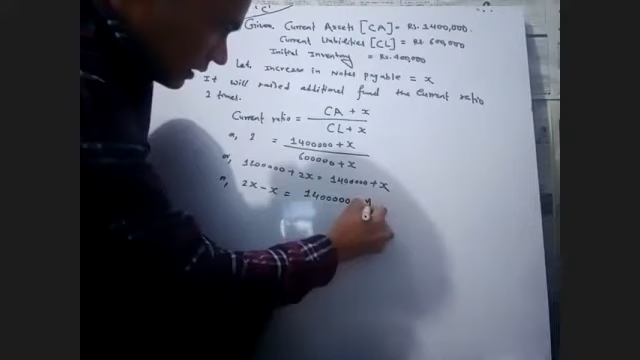 'C'
Given, Current Assets [CA] = Rs. 1400,000.
Current Liabilities [CL] = Rs. 600,000
Initial Inventory = Rs. 400,000
Let, Increase in Notes payable = x
It will raised additional fund the Current ratio
2 times.
Current ratio = CA + x
CL + x
or, 2 = 1400000 + x
600000 + x
or, 1200000 + 2x = 1400000 + x
or, 2x - x = 1400000